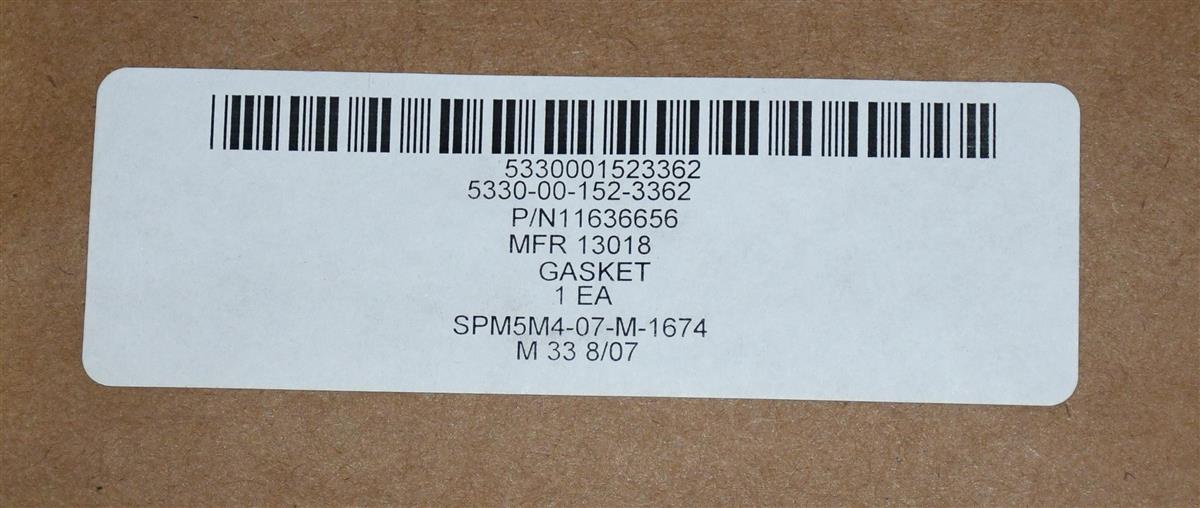 5330001523362
5330-00-152-3362
P/N11636656
MFR 13018
GASKET
1 EA
SPM5M4-07-M-1674
M 33 8/07